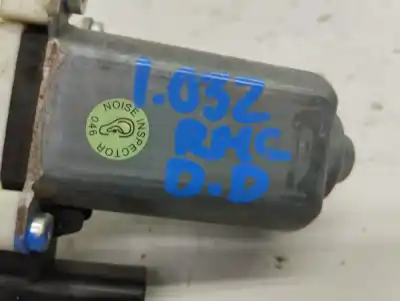 1.032
RHC
D.D
NOISE INSPECTOR
046